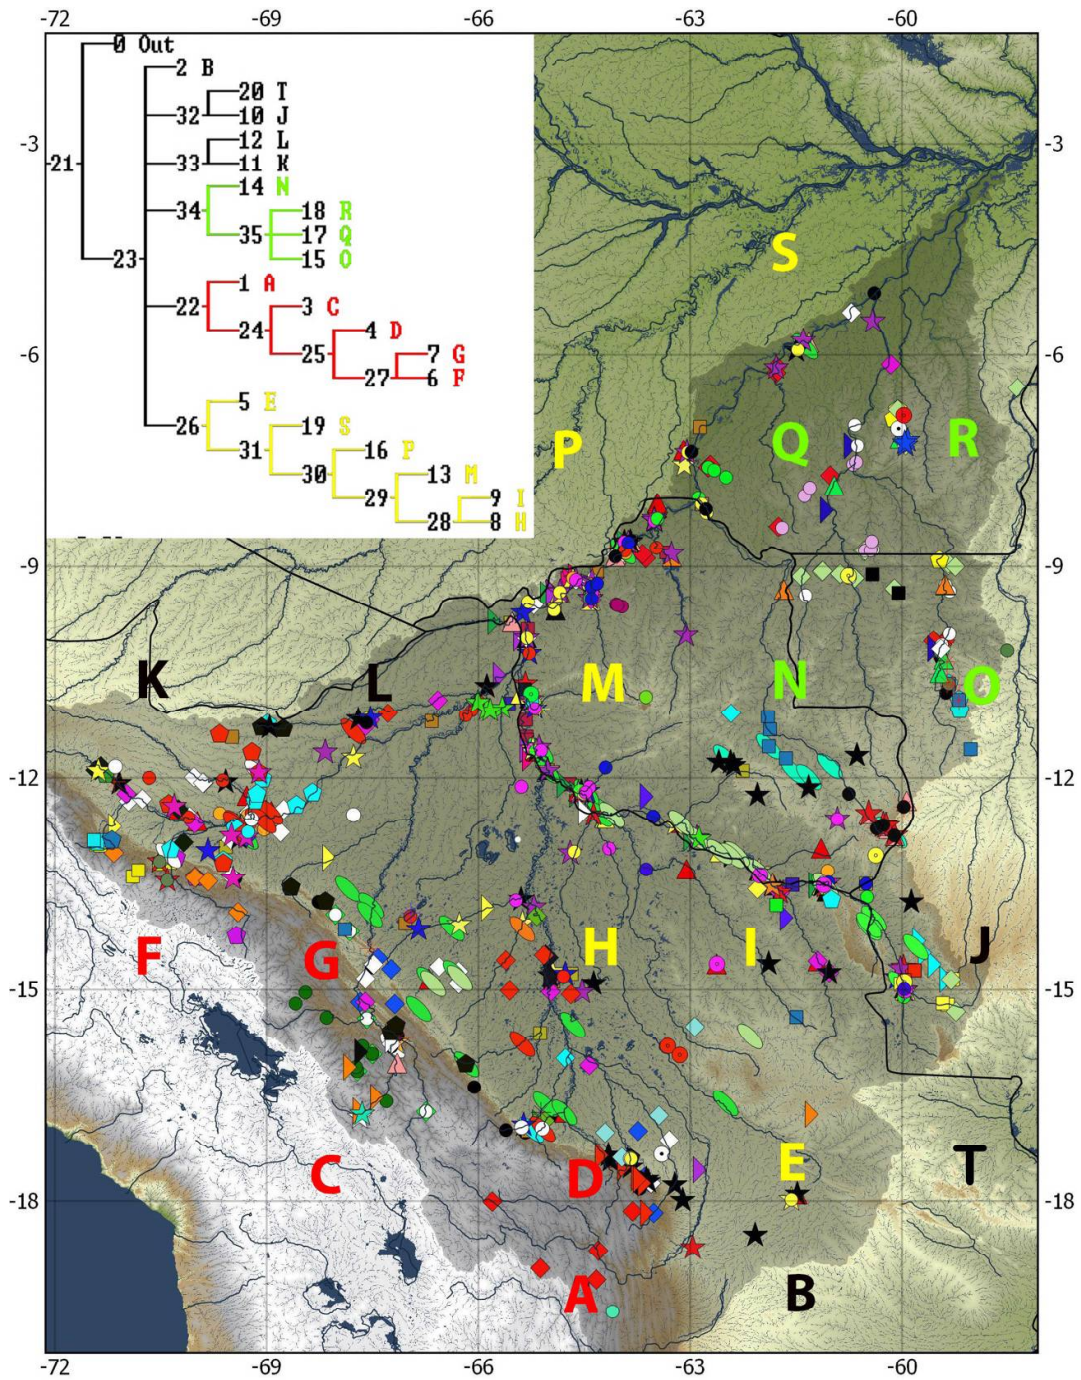 -72 -69 -66 -63 -60
0 Out
2 B
20 T
32
10 J
12 L
-3
21
33
11 K
-3
14 N
34
18 R
35
17 Q
15 O
S
23
1 A
22
3 C
24
4 D
-6
25
7 G
-6
27
6 F
5 E
26
19 S
31
16 P
30
13 M
P Q R
29
9 I
28
8 H
-9 -9
K L M N O
-12 -12
F G H I J
-15 -15
C D E T
-18 -18
A B
-72 -69 -66 -63 -60